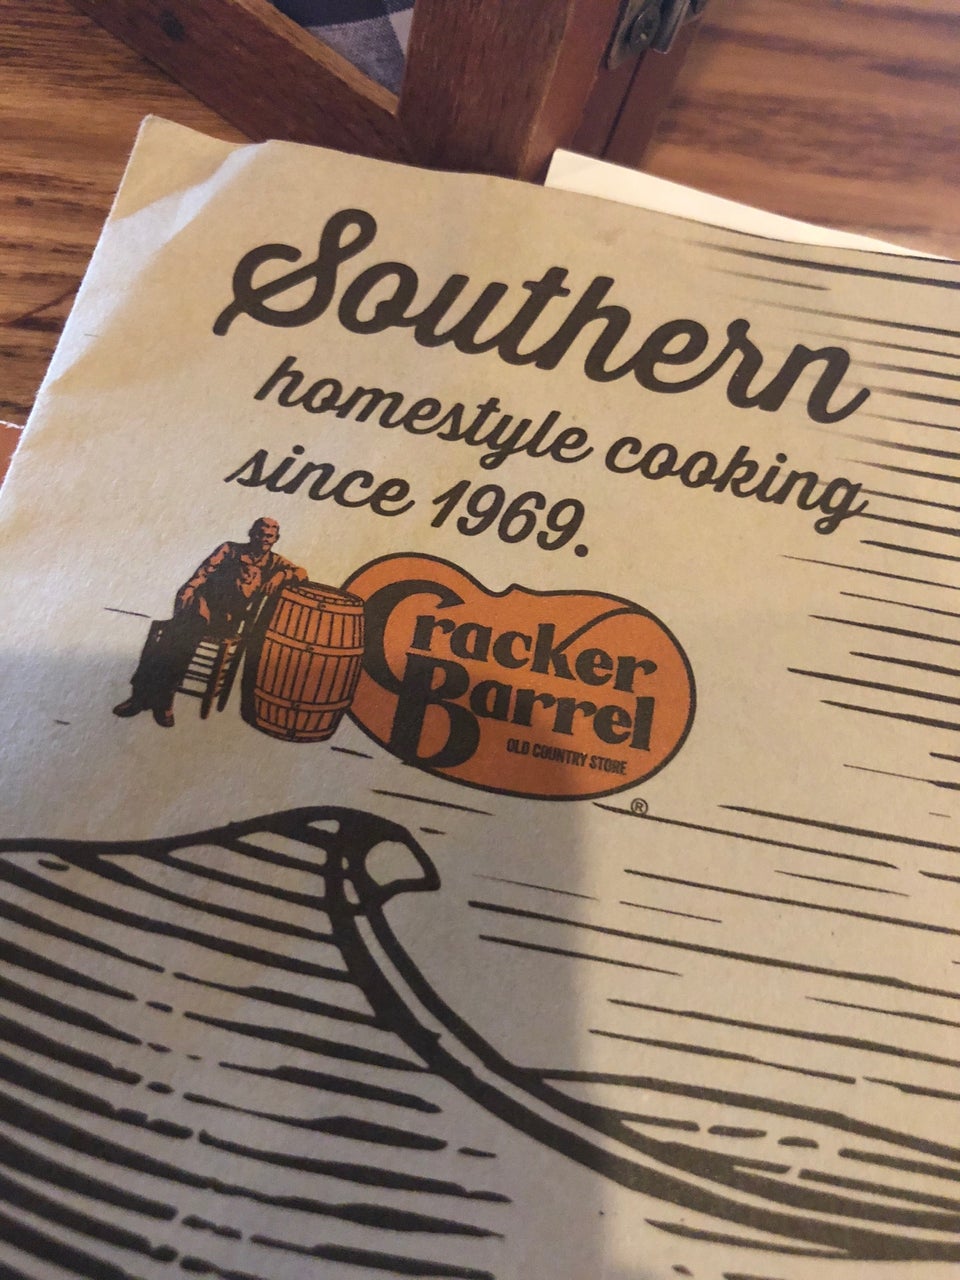 Southern
homestyle cooking
since 1969.
Cracker
Barrel
OLD COUNTRY STORE
®